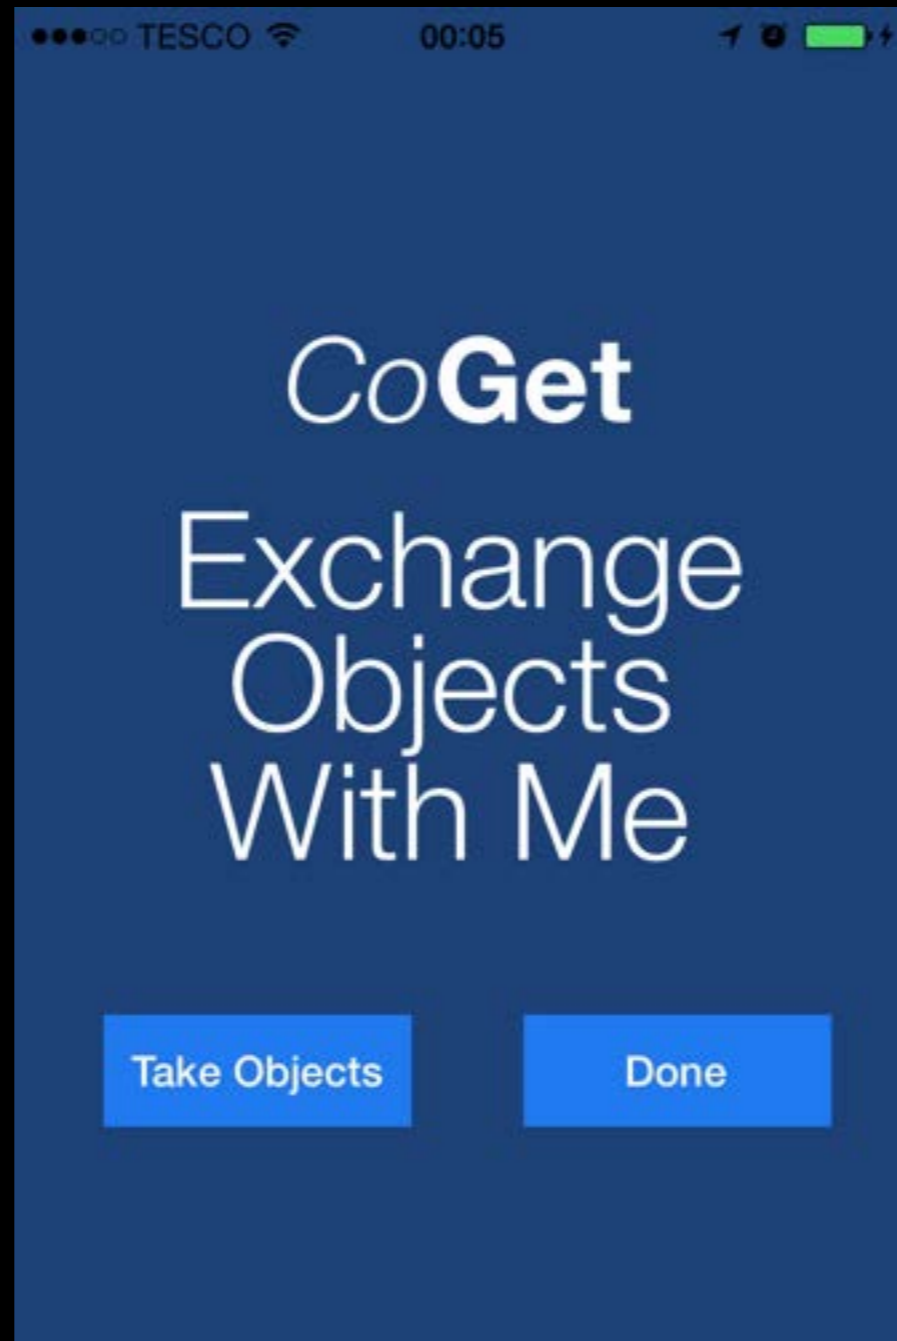 TESCO 00:05
CoGet
Exchange
Objects
With Me
Take Objects Done